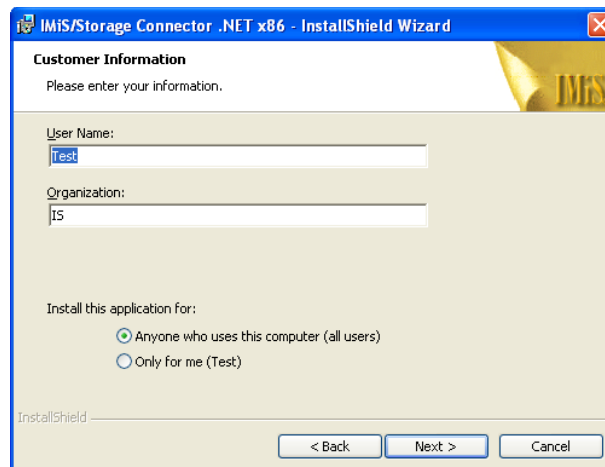 IMiS/Storage Connector .NET x86 - InstallShield Wizard
Customer Information
Please enter your information.
IMiS
User Name:
Test
Organization:
IS
Install this application for:
Anyone who uses this computer (all users)
Only for me (Test)
InstallShield
< Back Next > Cancel